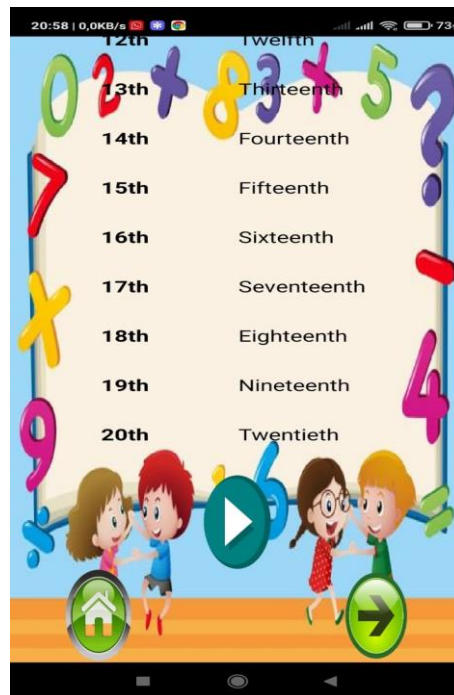 20:58 | 0,0KB/s 73
12th Twelfth
13th Thirteenth
14th Fourteenth
15th Fifteenth
16th Sixteenth
17th Seventeenth
18th Eighteenth
19th Nineteenth
20th Twentieth